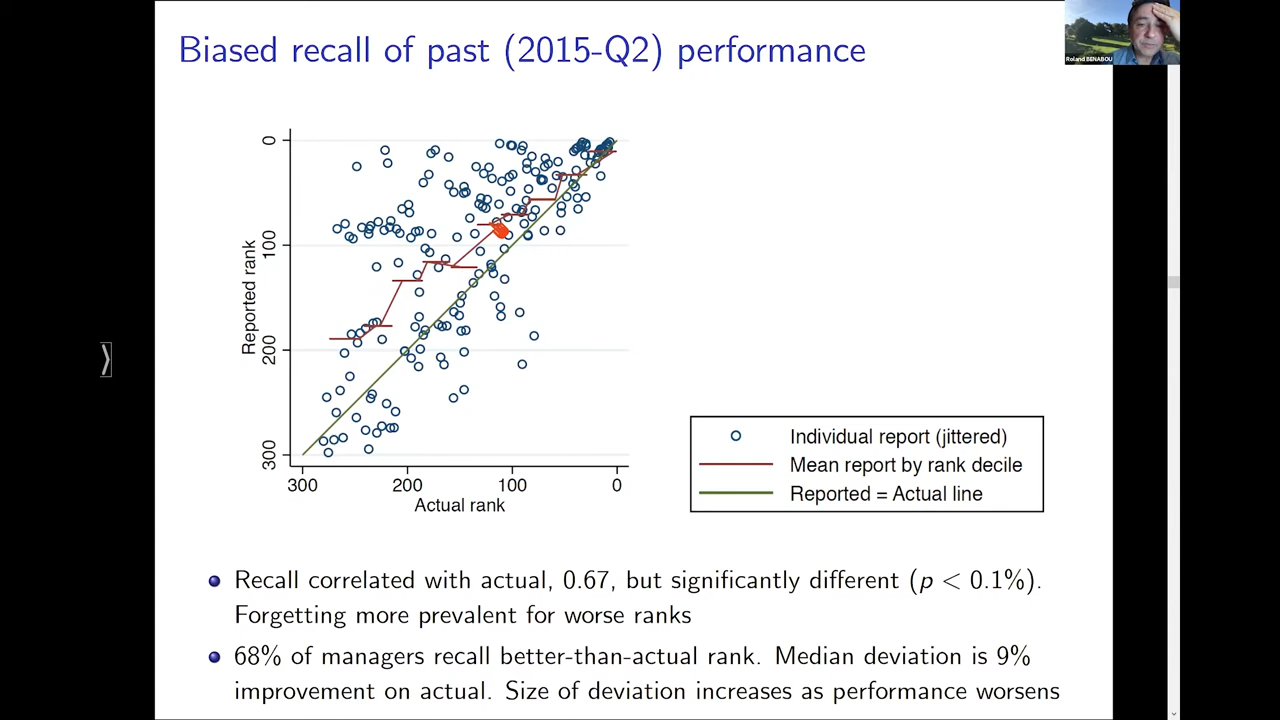 Biased recall of past (2015-Q2) performance
Roland BENABOU
0
100
200
300
Reported rank
300
200
100
0
Actual rank
Individual report (jittered)
Mean report by rank decile
Reported = Actual line
Recall correlated with actual, 0.67, but significantly different (p < 0.1%).
Forgetting more prevalent for worse ranks
68% of managers recall better-than-actual rank. Median deviation is 9%
improvement on actual. Size of deviation increases as performance worsens